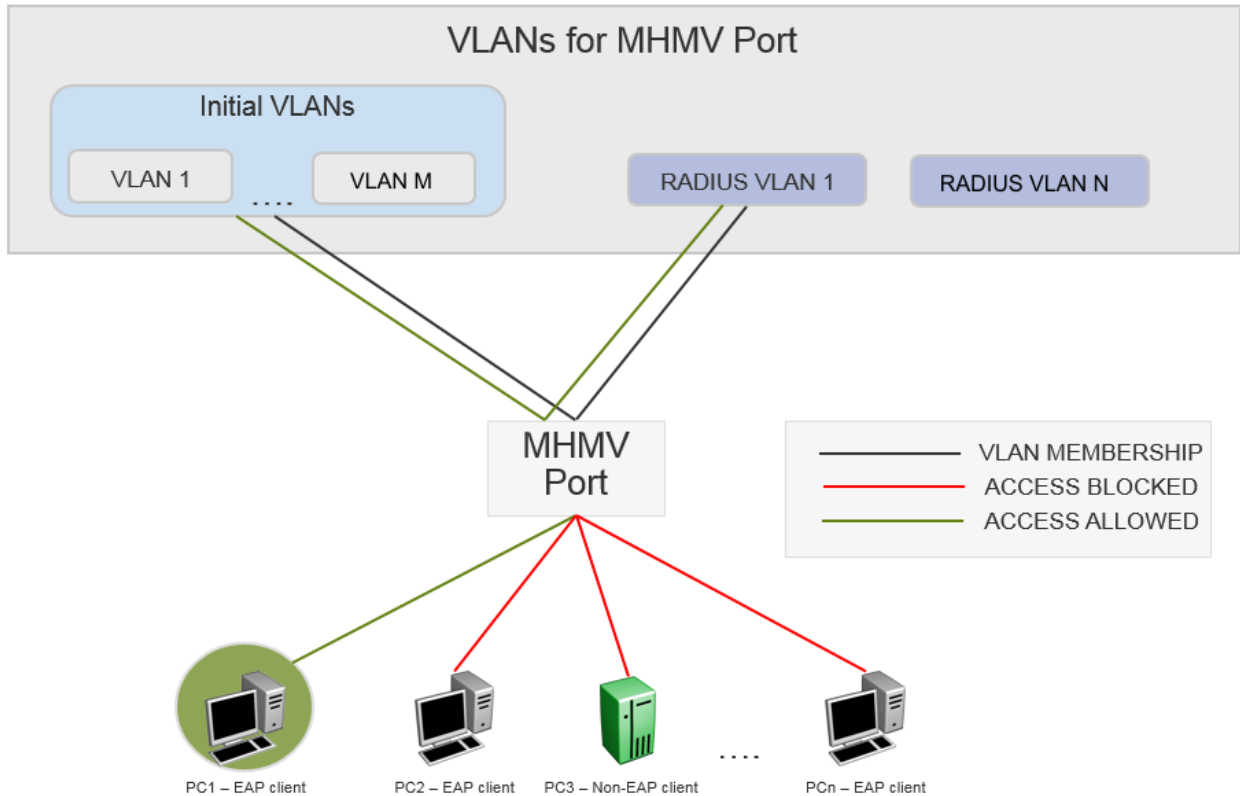 VLANs for MHMV Port
Initial VLANs
VLAN 1
....
VLAN M
RADIUS VLAN 1
RADIUS VLAN N
MHMV
Port
VLAN MEMBERSHIP
ACCESS BLOCKED
ACCESS ALLOWED
....
PC1 – EAP client
PC2 – EAP client
PC3 – Non-EAP client
PCn – EAP client